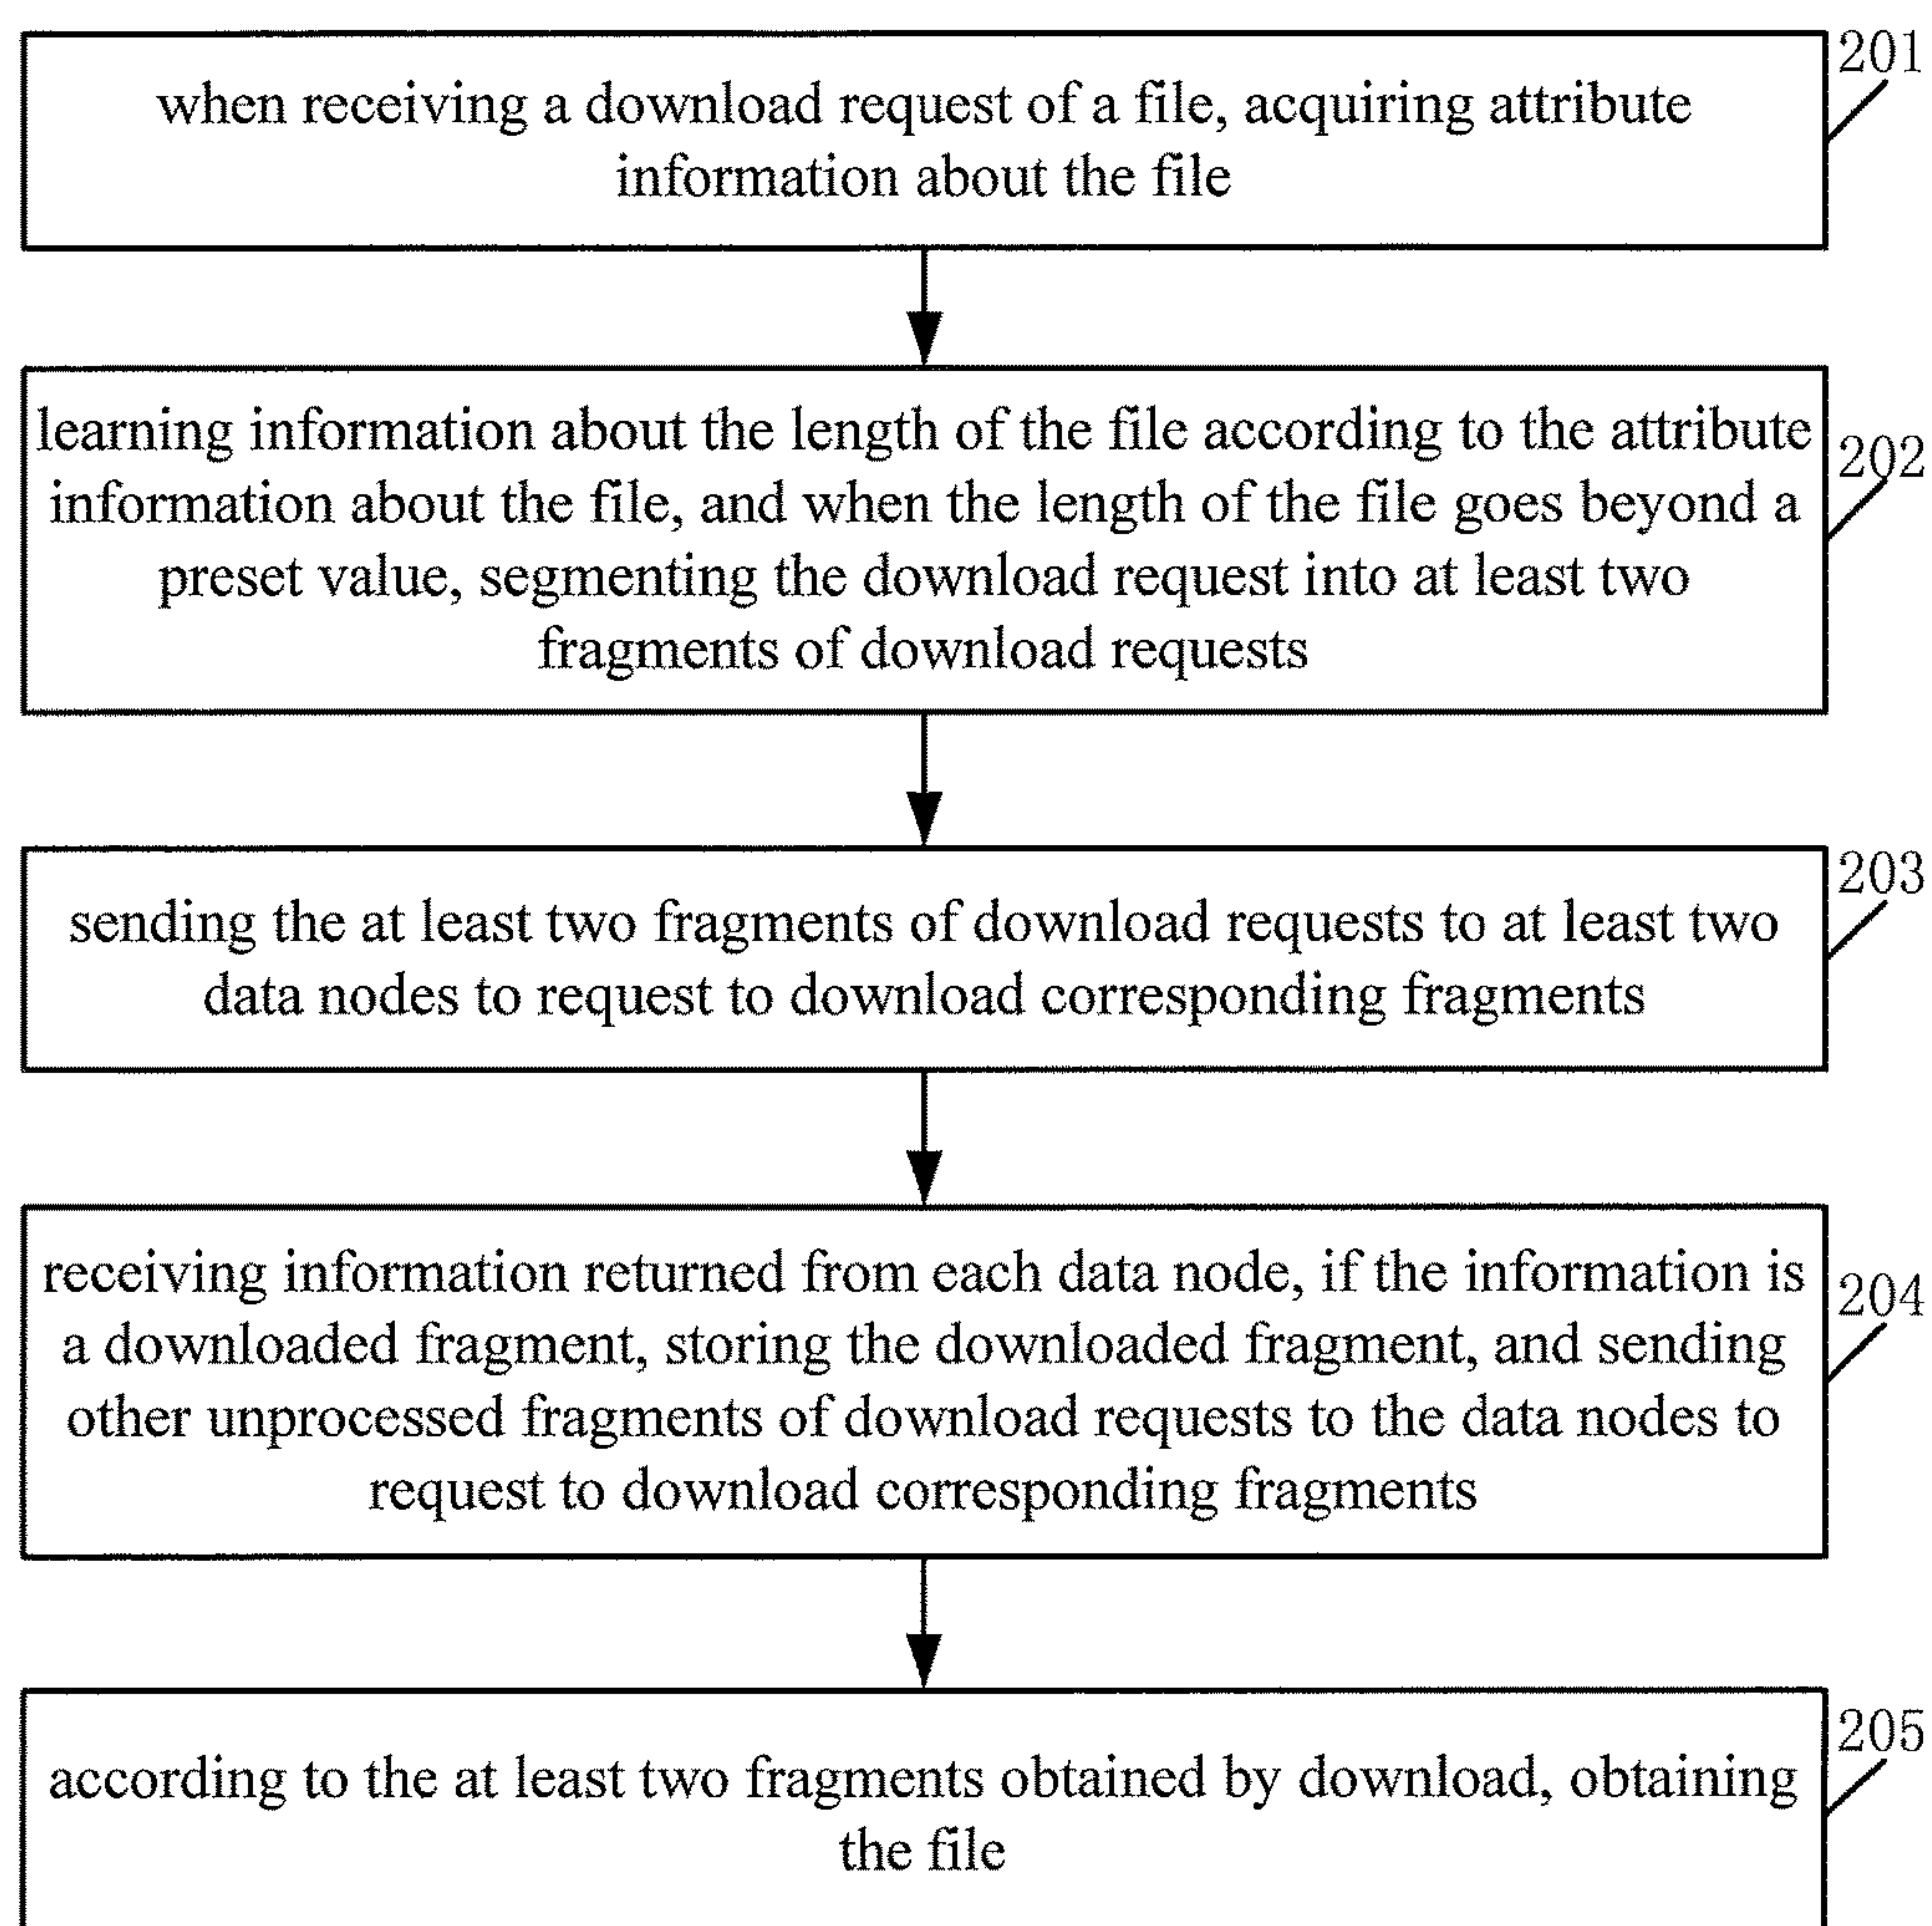 201
when receiving a download request of a file, acquiring attribute
information about the file
learning information about the length of the file according to the attribute
202
information about the file, and when the length of the file goes beyond a
preset value, segmenting the download request into at least two
fragments of download requests
203
sending the at least two fragments of download requests to at least two
data nodes to request to download corresponding fragments
receiving information returned from each data node, if the information is
204
a downloaded fragment, storing the downloaded fragment, and sending
other unprocessed fragments of download requests to the data nodes to
request to download corresponding fragments
205
according to the at least two fragments obtained by download, obtaining
the file